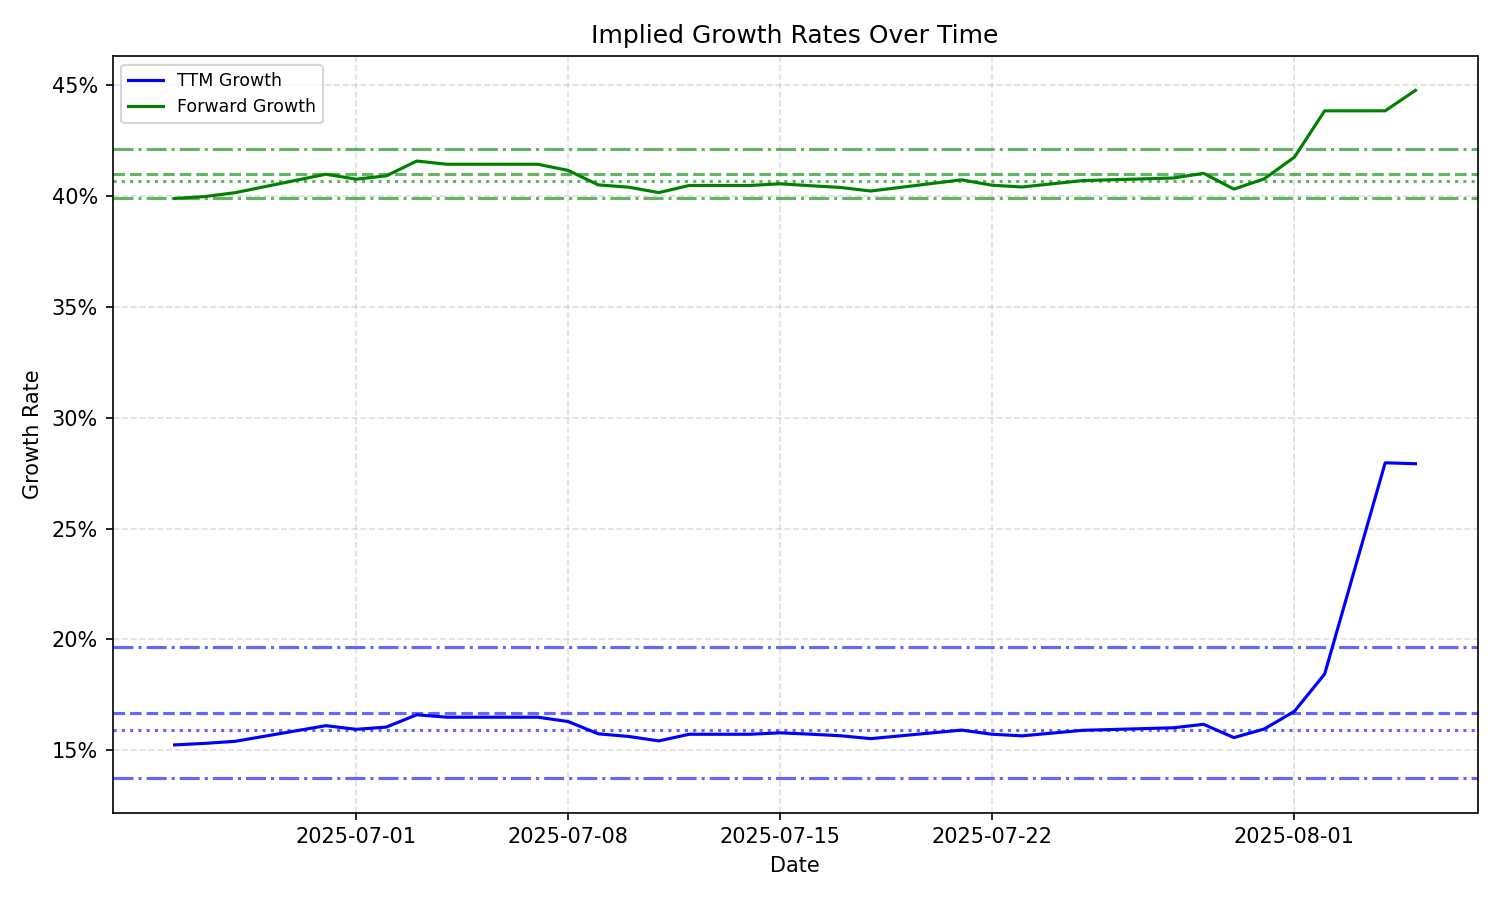 Implied Growth Rates Over Time
TTM Growth
Forward Growth
Growth Rate
45%
40%
35%
30%
25%
20%
15%
2025-07-01
2025-07-08
2025-07-15
2025-07-22
2025-08-01
Date